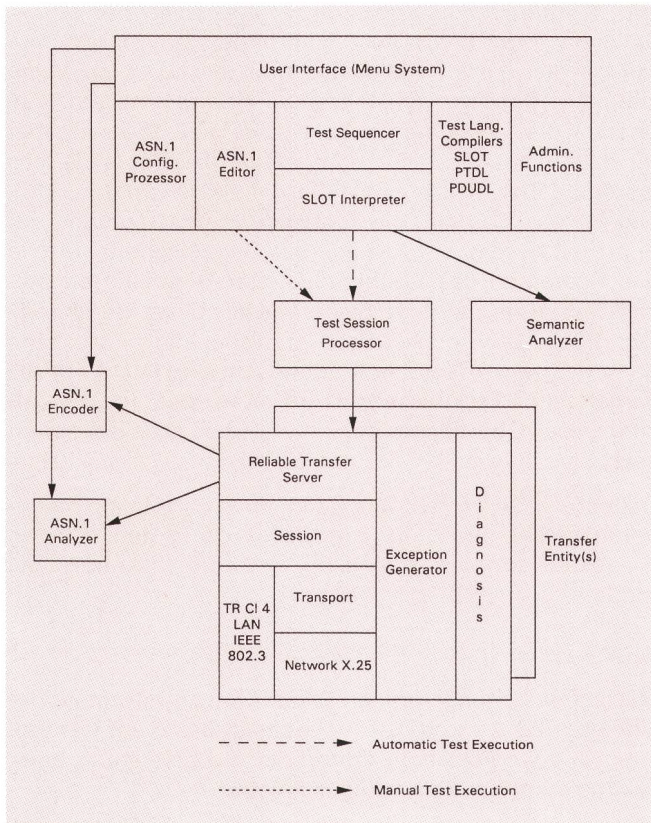 User Interface (Menu System)
ASN.1
Config.
Prozessor
ASN.1
Editor
Test Sequencer
SLOT Interpreter
Test Lang.
Compilers
SLOT
PTDL
PDUDL
Admin.
Functions
Test Session
Processor
Semantic
Analyzer
ASN.1
Encoder
ASN.1
Analyzer
Reliable Transfer
Server
Session
TR Cl 4
LAN
IEEE
802.3
Transport
Network X.25
Exception
Generator
Diagnosis
Transfer
Entity(s)
Automatic Test Execution
Manual Test Execution